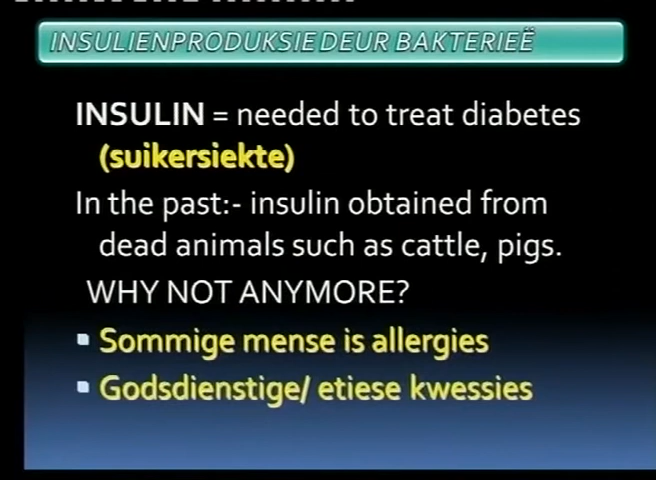 INSULIENPRODUKSIE DEUR BAKTERIEË
INSULIN = needed to treat diabetes
(suikersiekte)
In the past:- insulin obtained from
dead animals such as cattle, pigs.
WHY NOT ANYMORE?
Sommige mense is allergies
Godsdienstige/ etiese kwessies